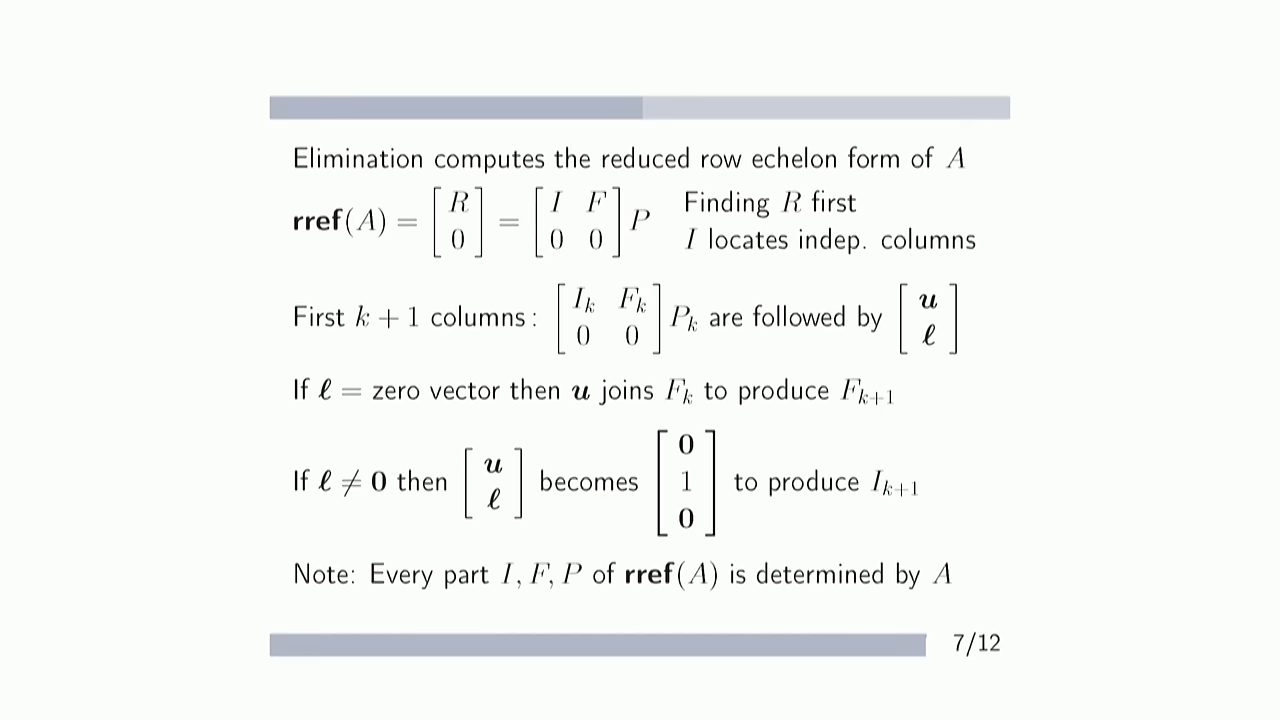 Elimination computes the reduced row echelon form of A
rref(A) = [R; 0] = [I F; 0 0] P Finding R first
I locates indep. columns
First k + 1 columns: [I_k F_k; 0 0] P_k are followed by [u; ℓ]
If ℓ = zero vector then u joins F_k to produce F_{k+1}
If ℓ ≠ 0 then [u; ℓ] becomes [0; 1; 0] to produce I_{k+1}
Note: Every part I, F, P of rref(A) is determined by A
7/12